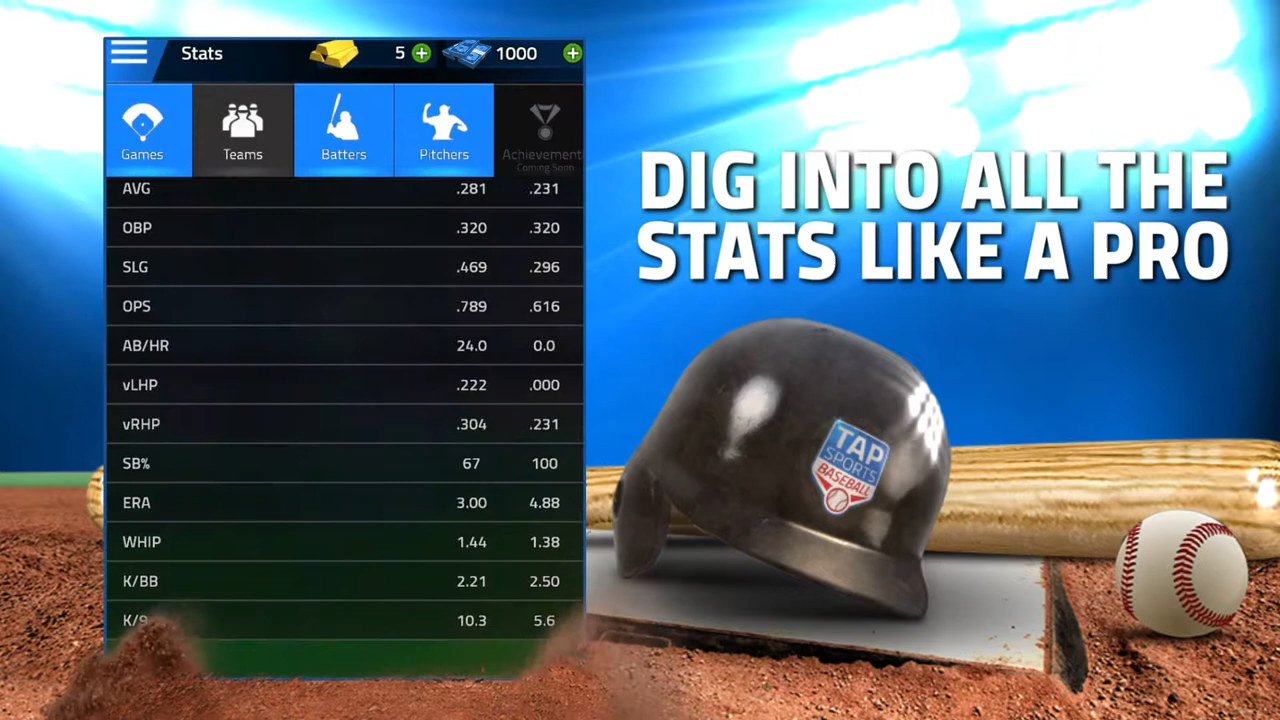 Stats 5 1000
Games Teams Batters Pitchers Achievement
Coming Soon
AVG .281 .231
OBP .320 .320
SLG .469 .296
OPS .789 .616
AB/HR 24.0 0.0
vLHP .222 .000
vRHP .304 .231
SB% 67 100
ERA 3.00 4.88
WHIP 1.44 1.38
K/BB 2.21 2.50
K/9 10.3 5.6
DIG INTO ALL THE
STATS LIKE A PRO
TAP
SPORTS
BASEBALL